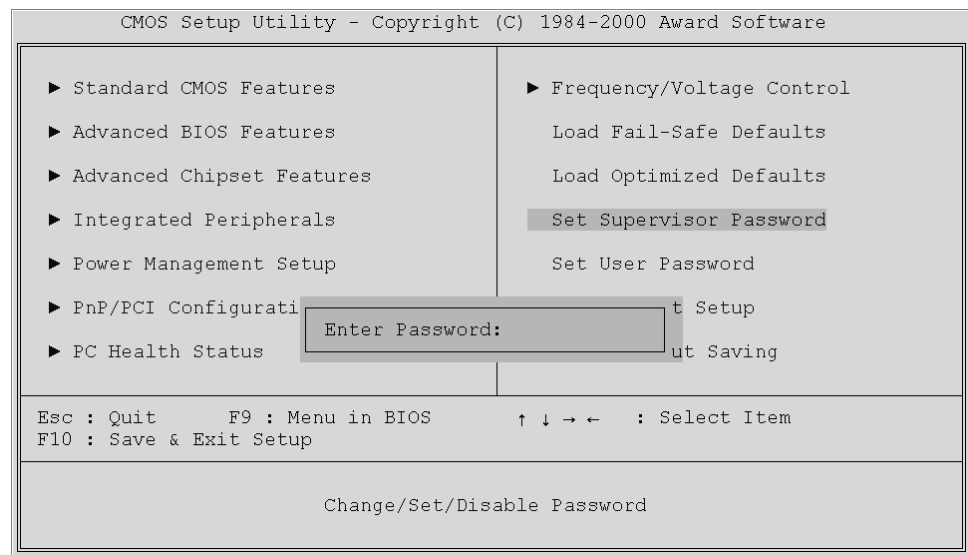 CMOS Setup Utility - Copyright (C) 1984-2000 Award Software
► Standard CMOS Features
► Advanced BIOS Features
► Advanced Chipset Features
► Integrated Peripherals
► Power Management Setup
► PnP/PCI Configurati
► PC Health Status
► Frequency/Voltage Control
Load Fail-Safe Defaults
Load Optimized Defaults
Set Supervisor Password
Set User Password
t Setup
ut Saving
Enter Password:
Esc : Quit F9 : Menu in BIOS ↑ ↓ → ← : Select Item
F10 : Save & Exit Setup
Change/Set/Disable Password